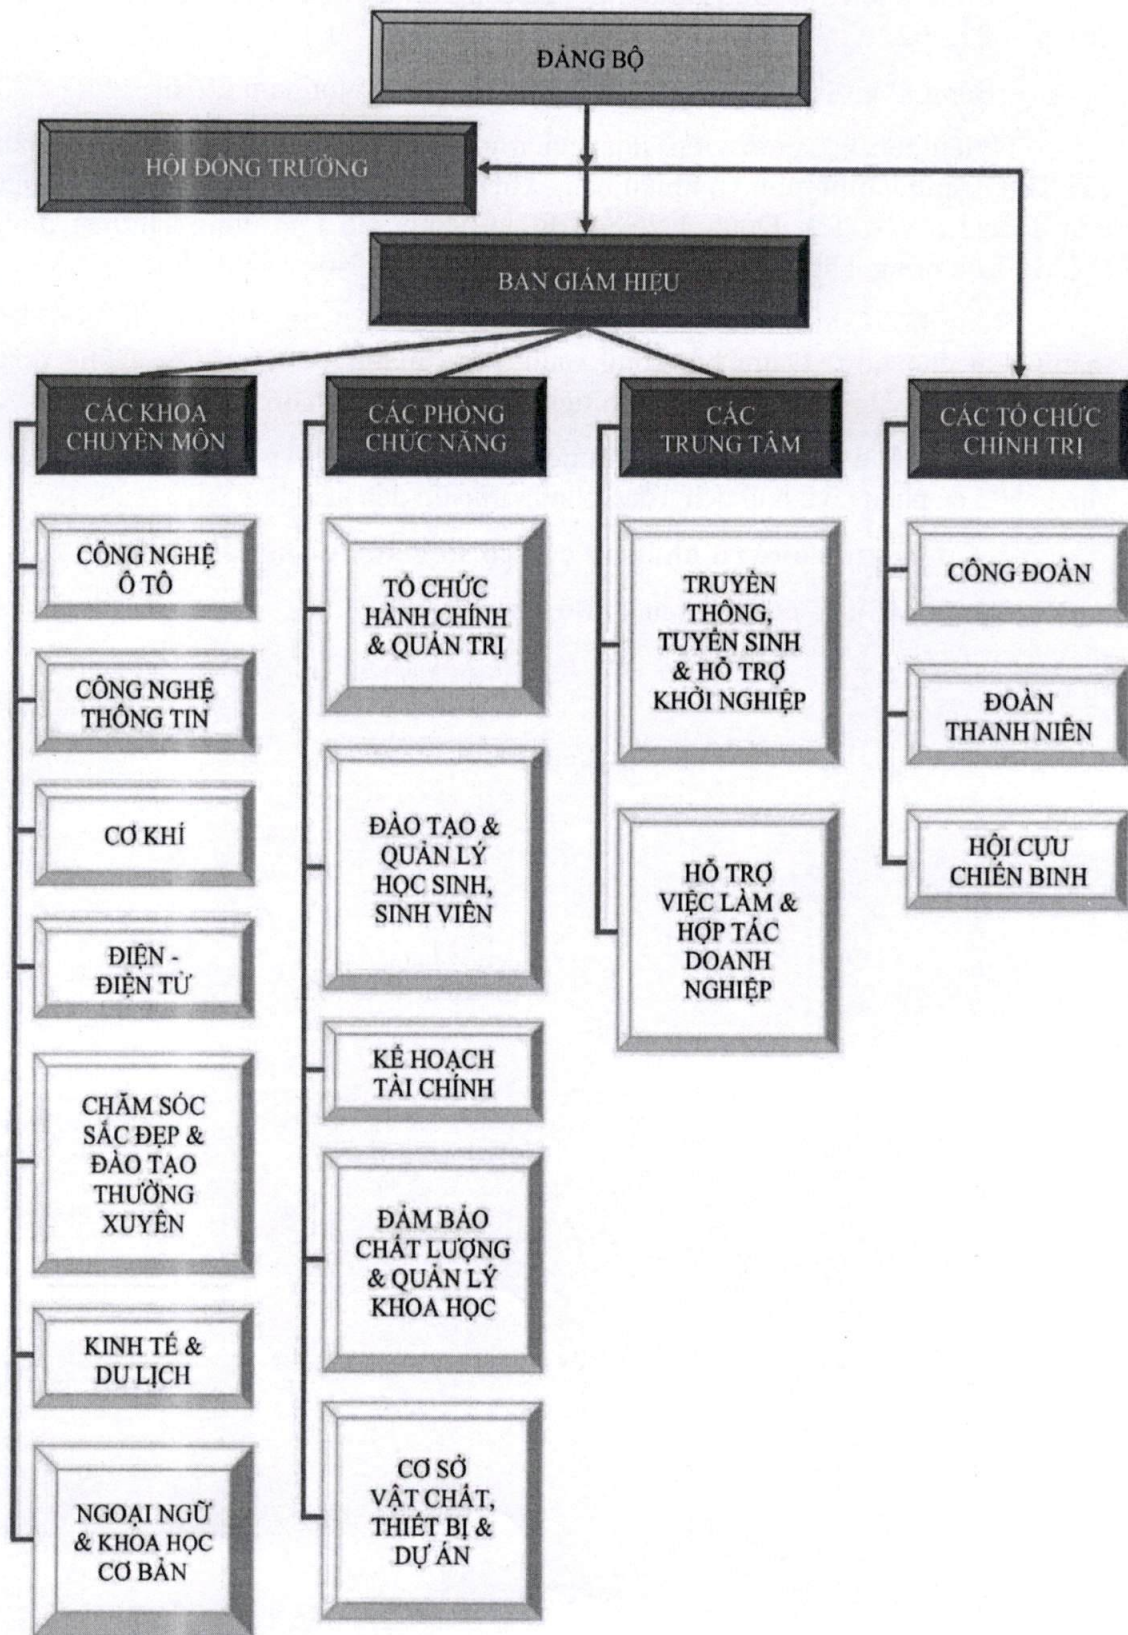 ĐẢNG BỘ
HỘI ĐỒNG TRƯỜNG
BAN GIÁM HIỆU
CÁC KHOA
CHUYÊN MÔN
CÔNG NGHỆ
Ô TÔ
CÔNG NGHỆ
THÔNG TIN
CƠ KHÍ
ĐIỆN -
ĐIỆN TỬ
CHĂM SÓC
SẮC ĐẸP &
ĐÀO TẠO
THƯỜNG
XUYÊN
KINH TẾ &
DU LỊCH
NGOẠI NGỮ
& KHOA HỌC
CƠ BẢN
CÁC PHÒNG
CHỨC NĂNG
TỔ CHỨC
HÀNH CHÍNH
& QUẢN TRỊ
ĐÀO TẠO &
QUẢN LÝ
HỌC SINH,
SINH VIÊN
KẾ HOẠCH
TÀI CHÍNH
ĐẢM BẢO
CHẤT LƯỢNG
& QUẢN LÝ
KHOA HỌC
CƠ SỞ
VẬT CHẤT,
THIẾT BỊ &
DỰ ÁN
CÁC
TRUNG TÂM
TRUYỀN
THÔNG,
TUYỂN SINH
& HỖ TRỢ
KHỞI NGHIỆP
HỖ TRỢ
VIỆC LÀM &
HỢP TÁC
DOANH
NGHIỆP
CÁC TỔ CHỨC
CHÍNH TRỊ
CÔNG ĐOÀN
ĐOÀN
THANH NIÊN
HỘI CỰU
CHIẾN BINH